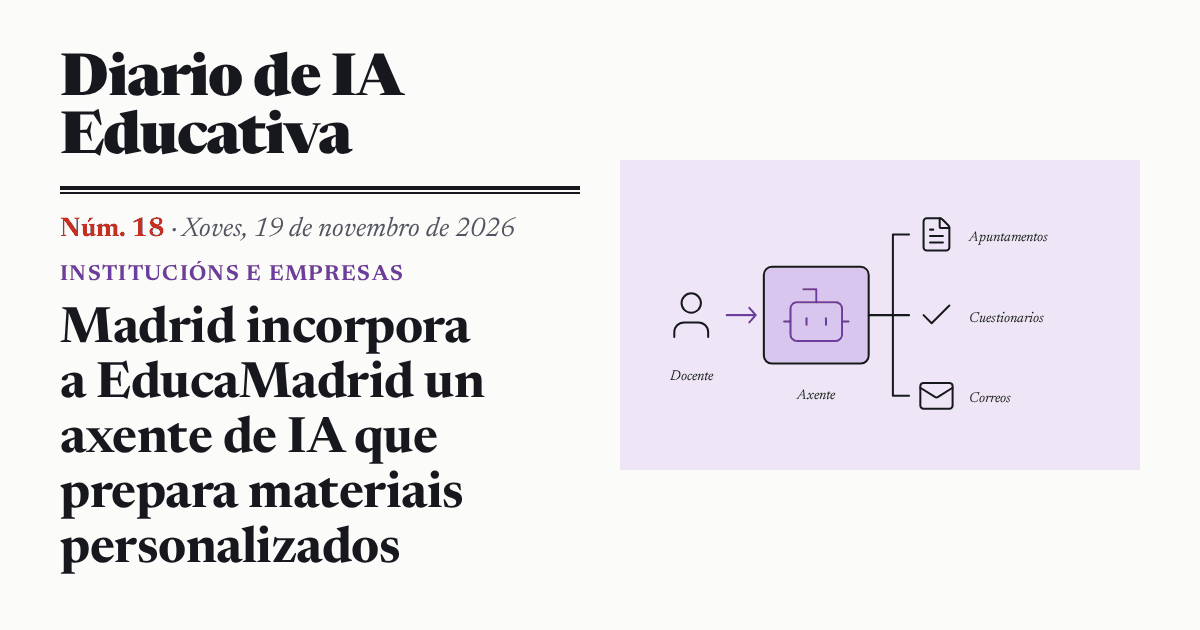 Diario de IA
Educativa
Núm. 18 · Xoves, 19 de novembro de 2026
INSTITUCIÓNS E EMPRESAS
Madrid incorpora
a EducaMadrid un
axente de IA que
prepara materiais
personalizados
Docente
Axente
Apuntamentos
Cuestionarios
Correos